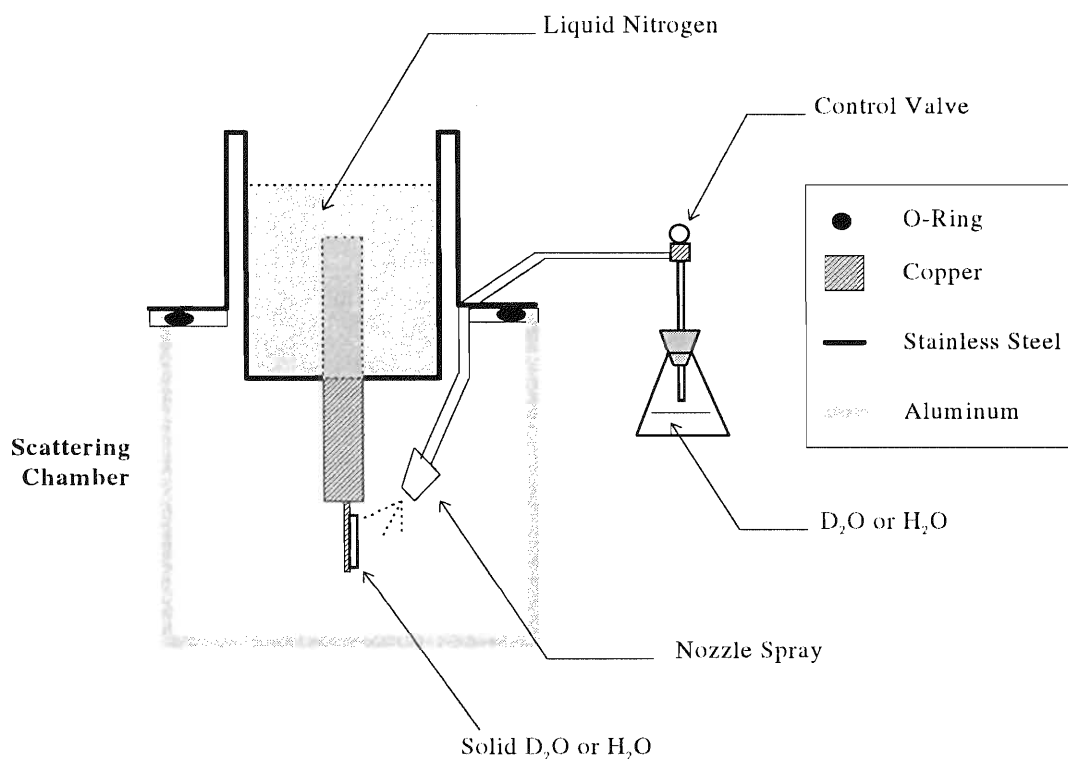 Liquid Nitrogen
Control Valve
O-Ring
Copper
Stainless Steel
Aluminum
Scattering
Chamber
D₂O or H₂O
Nozzle Spray
Solid D₂O or H₂O